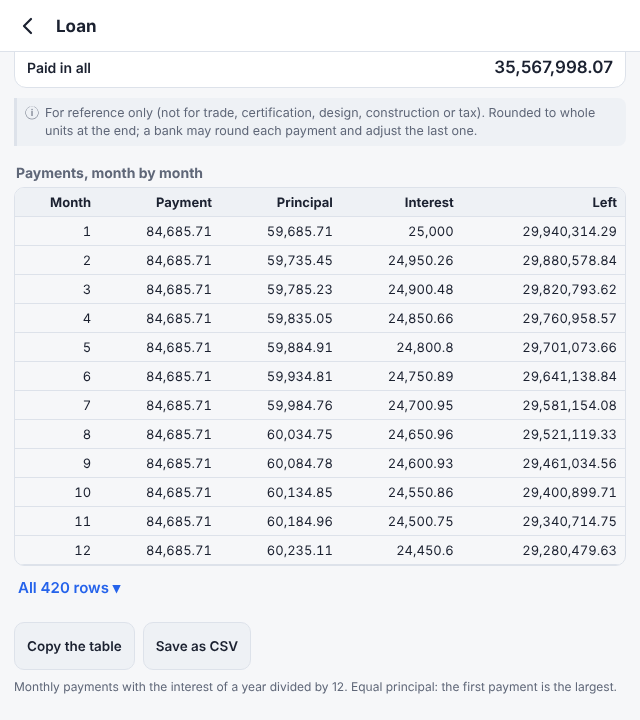 Loan
Paid in all 35,567,998.07
For reference only (not for trade, certification, design, construction or tax). Rounded to whole
units at the end; a bank may round each payment and adjust the last one.
Payments, month by month
Month Payment Principal Interest Left
1 84,685.71 59,685.71 25,000 29,940,314.29
2 84,685.71 59,735.45 24,950.26 29,880,578.84
3 84,685.71 59,785.23 24,900.48 29,820,793.62
4 84,685.71 59,835.05 24,850.66 29,760,958.57
5 84,685.71 59,884.91 24,800.8 29,701,073.66
6 84,685.71 59,934.81 24,750.89 29,641,138.84
7 84,685.71 59,984.76 24,700.95 29,581,154.08
8 84,685.71 60,034.75 24,650.96 29,521,119.33
9 84,685.71 60,084.78 24,600.93 29,461,034.56
10 84,685.71 60,134.85 24,550.86 29,400,899.71
11 84,685.71 60,184.96 24,500.75 29,340,714.75
12 84,685.71 60,235.11 24,450.6 29,280,479.63
All 420 rows ▾
Copy the table Save as CSV
Monthly payments with the interest of a year divided by 12. Equal principal: the first payment is the largest.